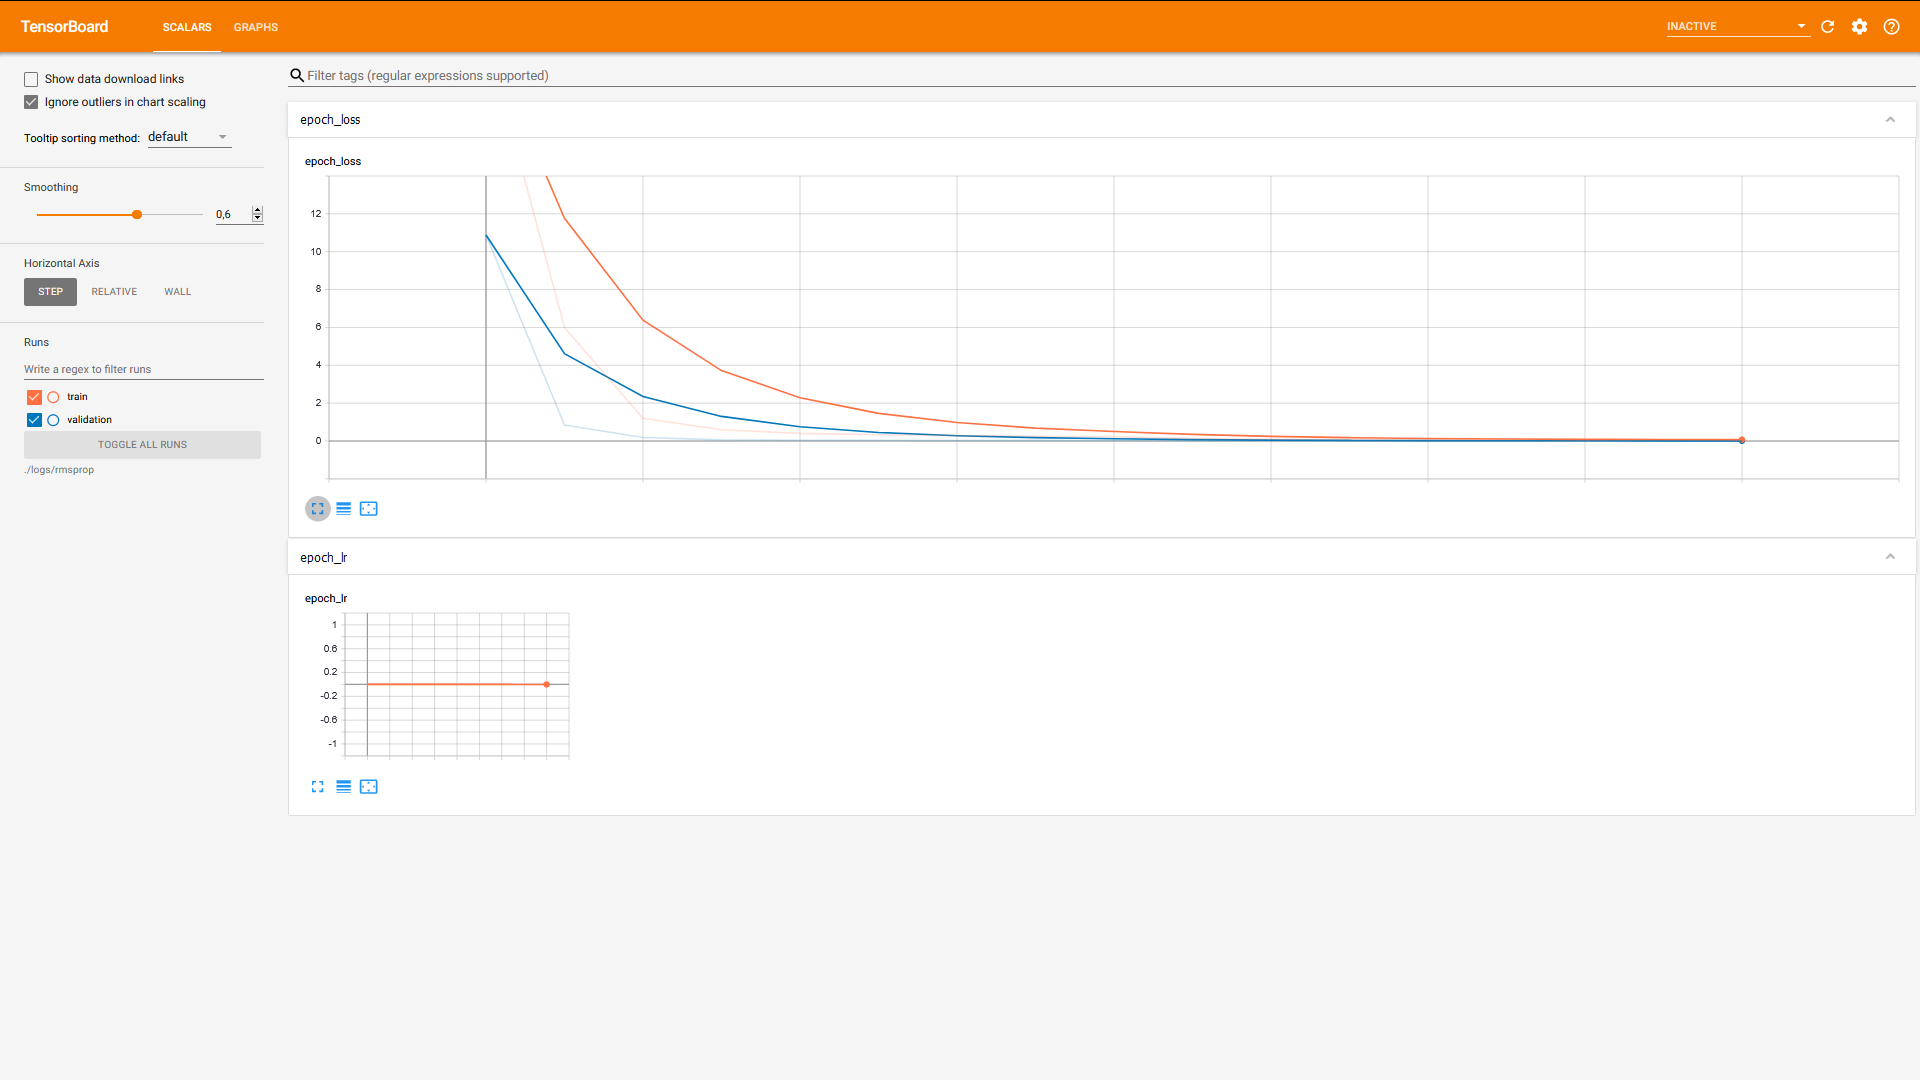 TensorBoard SCALARS GRAPHS INACTIVE
Show data download links
Ignore outliers in chart scaling
Tooltip sorting method: default
Smoothing
0,6
Horizontal Axis
STEP RELATIVE WALL
Runs
Write a regex to filter runs
train
validation
TOGGLE ALL RUNS
./logs/rmsprop
Filter tags (regular expressions supported)
epoch_loss
epoch_loss
12
10
8
6
4
2
0
epoch_lr
epoch_lr
1
0.6
0.2
-0.2
-0.6
-1